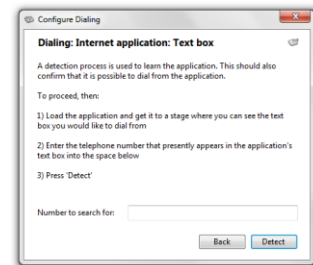 Configure Dialing
Dialing: Internet application: Text box
A detection process is used to learn the application. This should also
confirm that it is possible to dial from the application.
To proceed, then:
1) Load the application and get it to a stage where you can see the text
box you would like to dial from
2) Enter the telephone number that presently appears in the application's
text box into the space below
3) Press 'Detect'
Number to search for:
Back
Detect